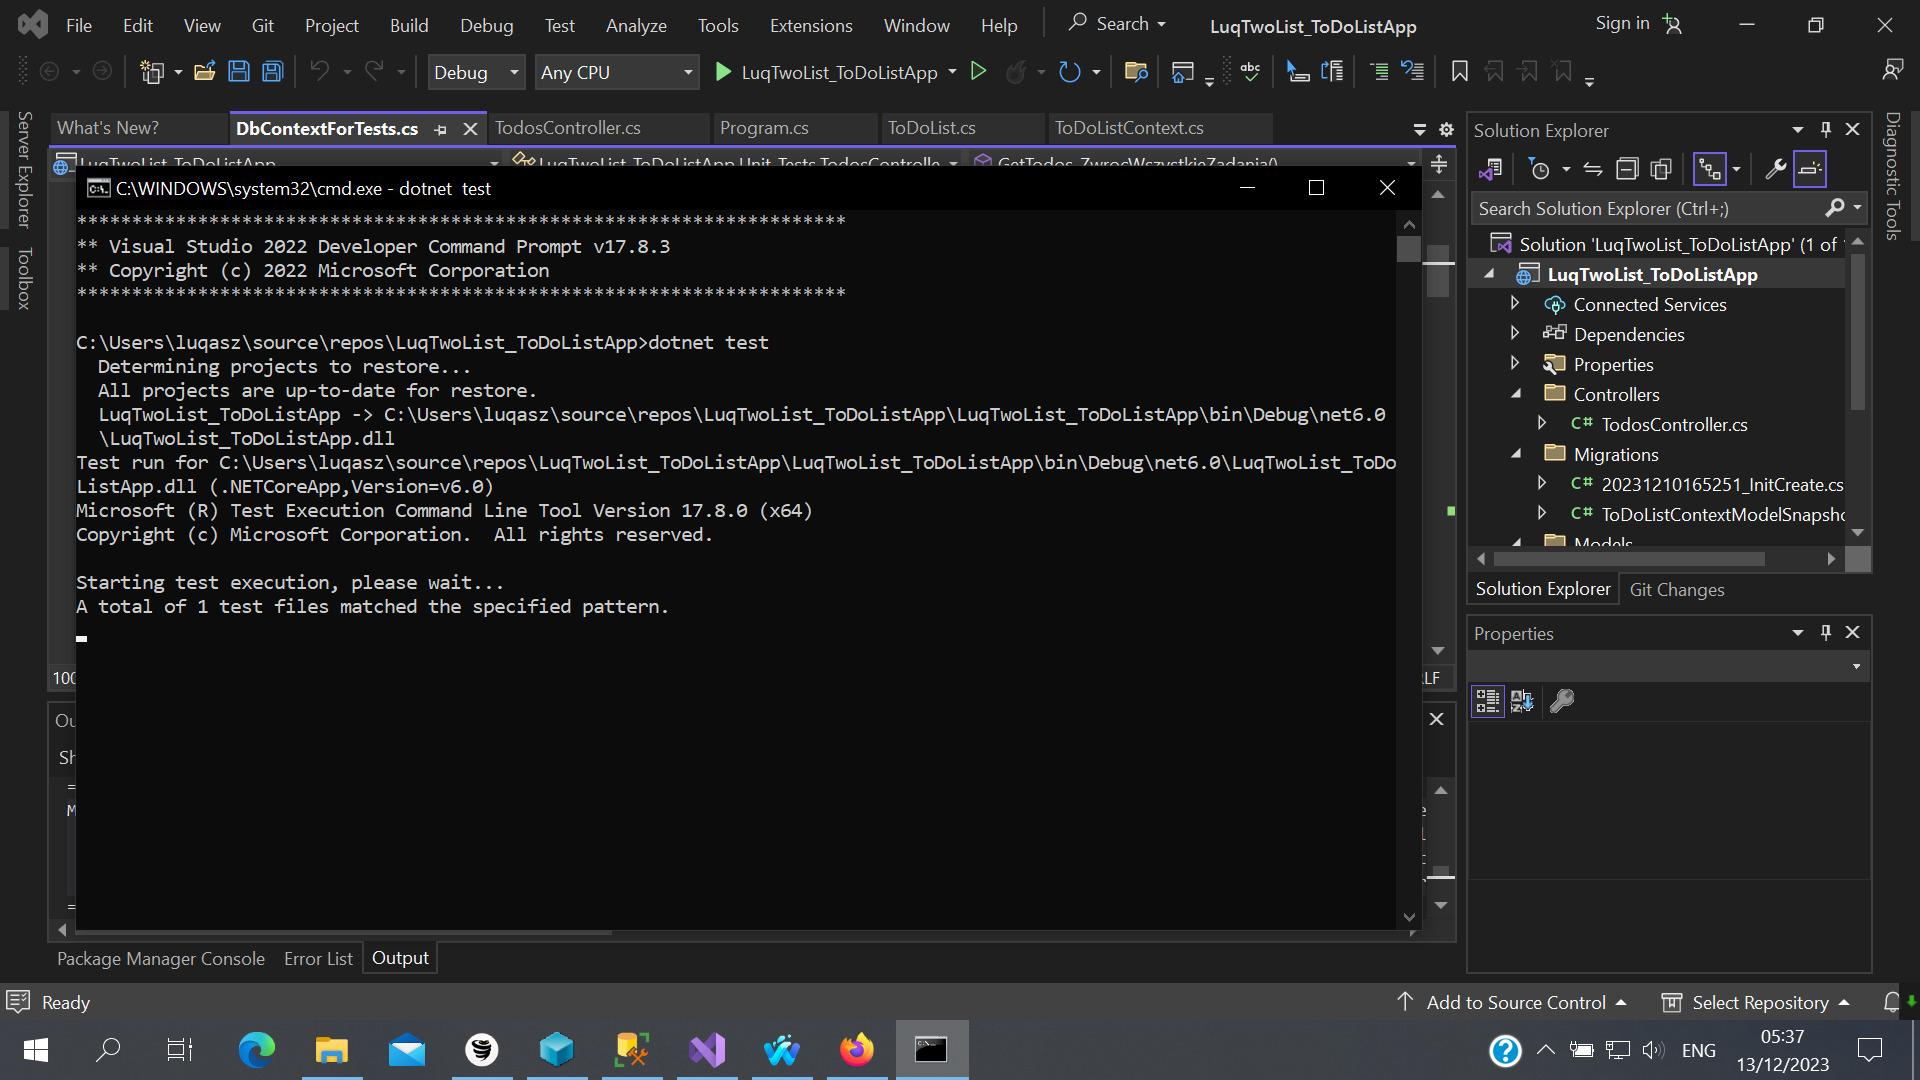 File Edit View Git Project Build Debug Test Analyze Tools Extensions Window Help Search LuqTwoList_ToDoListApp Sign in
Debug Any CPU LuqTwoList_ToDoListApp
Server Explorer
Toolbox
What's New? DbContextForTests.cs TodosController.cs Program.cs ToDoList.cs ToDoListContext.cs
C:\WINDOWS\system32\cmd.exe - dotnet  test
**********************************************************************
** Visual Studio 2022 Developer Command Prompt v17.8.3
** Copyright (c) 2022 Microsoft Corporation
**********************************************************************
C:\Users\luqasz\source\repos\LuqTwoList_ToDoListApp>dotnet test
Determining projects to restore...
All projects are up-to-date for restore.
LuqTwoList_ToDoListApp -> C:\Users\luqasz\source\repos\LuqTwoList_ToDoListApp\LuqTwoList_ToDoListApp\bin\Debug\net6.0
\LuqTwoList_ToDoListApp.dll
Test run for C:\Users\luqasz\source\repos\LuqTwoList_ToDoListApp\LuqTwoList_ToDoListApp\bin\Debug\net6.0\LuqTwoList_ToDo
ListApp.dll (.NETCoreApp,Version=v6.0)
Microsoft (R) Test Execution Command Line Tool Version 17.8.0 (x64)
Copyright (c) Microsoft Corporation.  All rights reserved.
Starting test execution, please wait...
A total of 1 test files matched the specified pattern.
100
LF
Package Manager Console Error List Output
Solution Explorer
Search Solution Explorer (Ctrl+;)
Solution 'LuqTwoList_ToDoListApp' (1 of
LuqTwoList_ToDoListApp
Connected Services
Dependencies
Properties
Controllers
TodosController.cs
Migrations
20231210165251_InitCreate.cs
ToDoListContextModelSnapsh
Models
Solution Explorer Git Changes
Properties
Diagnostic Tools
Ready Add to Source Control Select Repository
ENG
05:37
13/12/2023